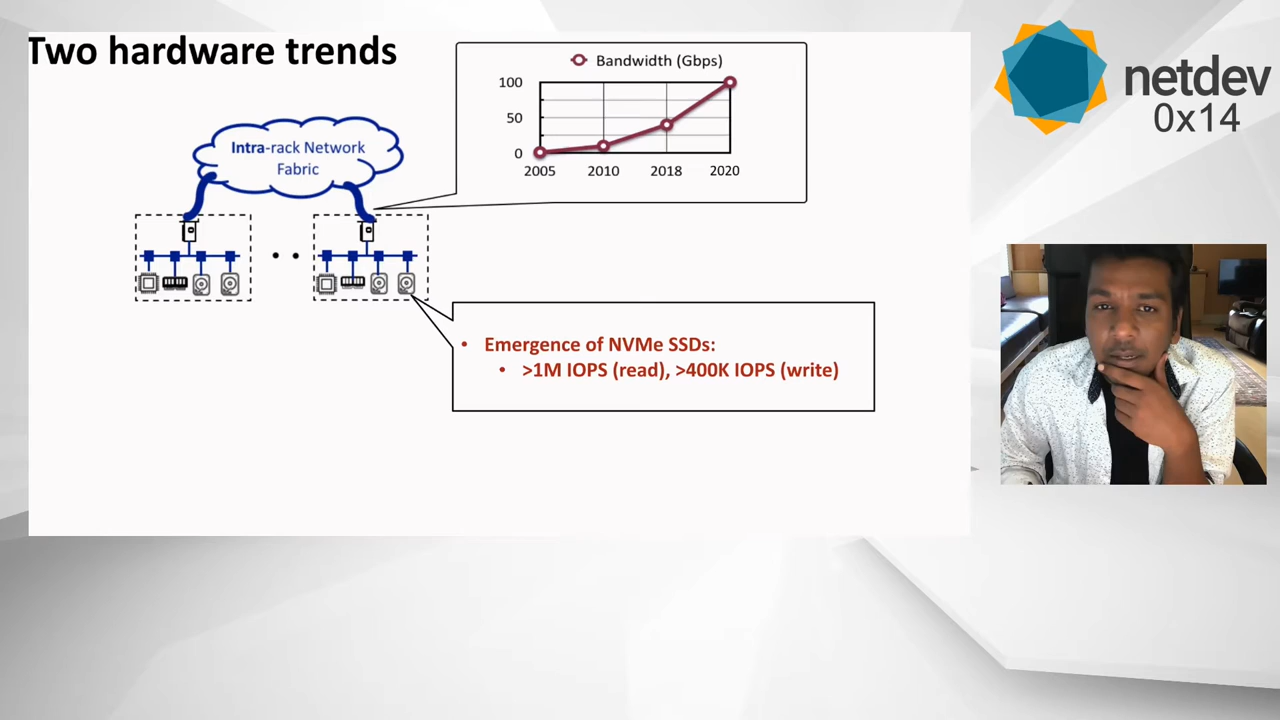 Two hardware trends
Bandwidth (Gbps)
100
50
0
2005 2010 2018 2020
Intra-rack Network
Fabric
• •
• Emergence of NVMe SSDs:
• >1M IOPS (read), >400K IOPS (write)
netdev
0x14